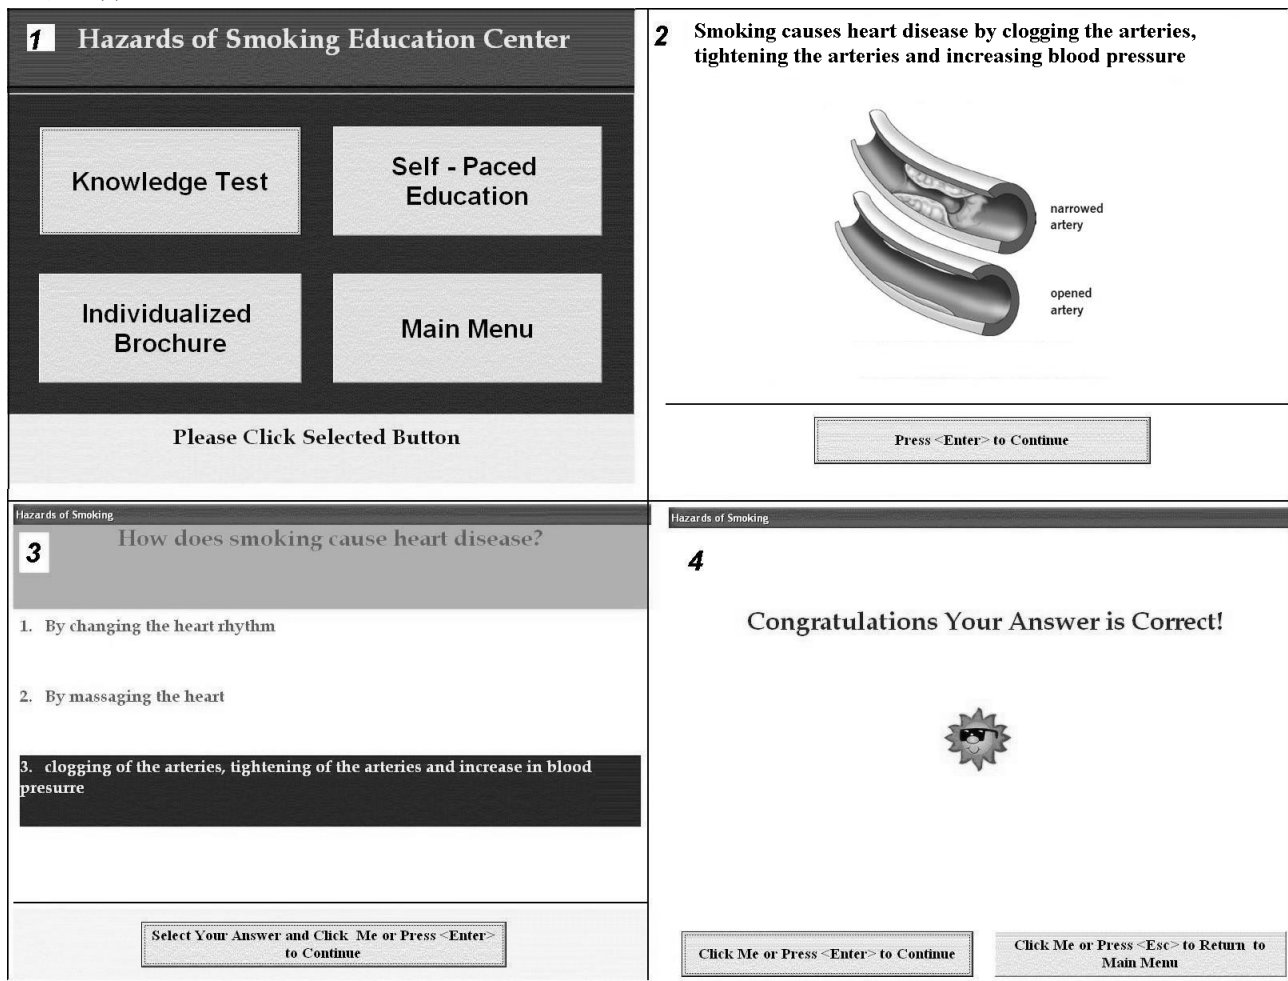 1 Hazards of Smoking Education Center
Knowledge Test
Self - Paced
Education
Individualized
Brochure
Main Menu
Please Click Selected Button
2 Smoking causes heart disease by clogging the arteries,
tightening the arteries and increasing blood pressure
narrowed
artery
opened
artery
Press <Enter> to Continue
Hazards of Smoking
3 How does smoking cause heart disease?
1. By changing the heart rhythm
2. By massaging the heart
3. clogging of the arteries, tightening of the arteries and increase in blood
presurre
Select Your Answer and Click Me or Press <Enter>
to Continue
Hazards of Smoking
4
Congratulations Your Answer is Correct!
Click Me or Press <Enter> to Continue
Click Me or Press <Esc> to Return to
Main Menu